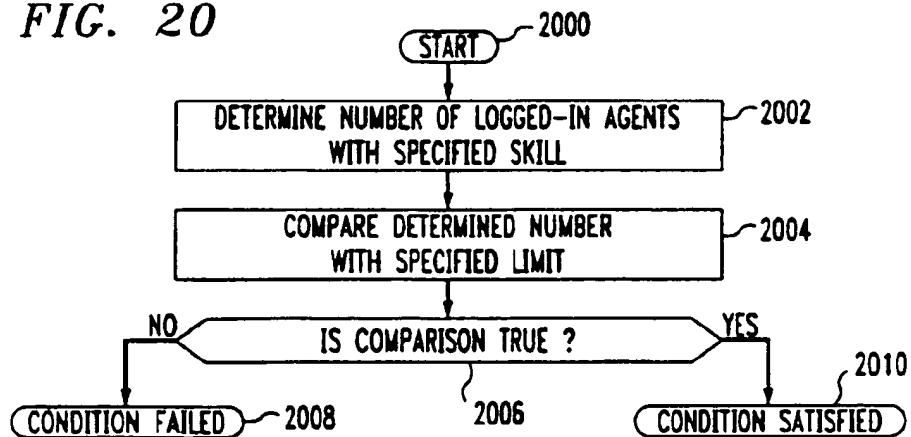 FIG. 20
START
2000
DETERMINE NUMBER OF LOGGED-IN AGENTS
WITH SPECIFIED SKILL
2002
COMPARE DETERMINED NUMBER
WITH SPECIFIED LIMIT
2004
NO
IS COMPARISON TRUE ?
YES
2006
CONDITION FAILED
2008
CONDITION SATISFIED
2010